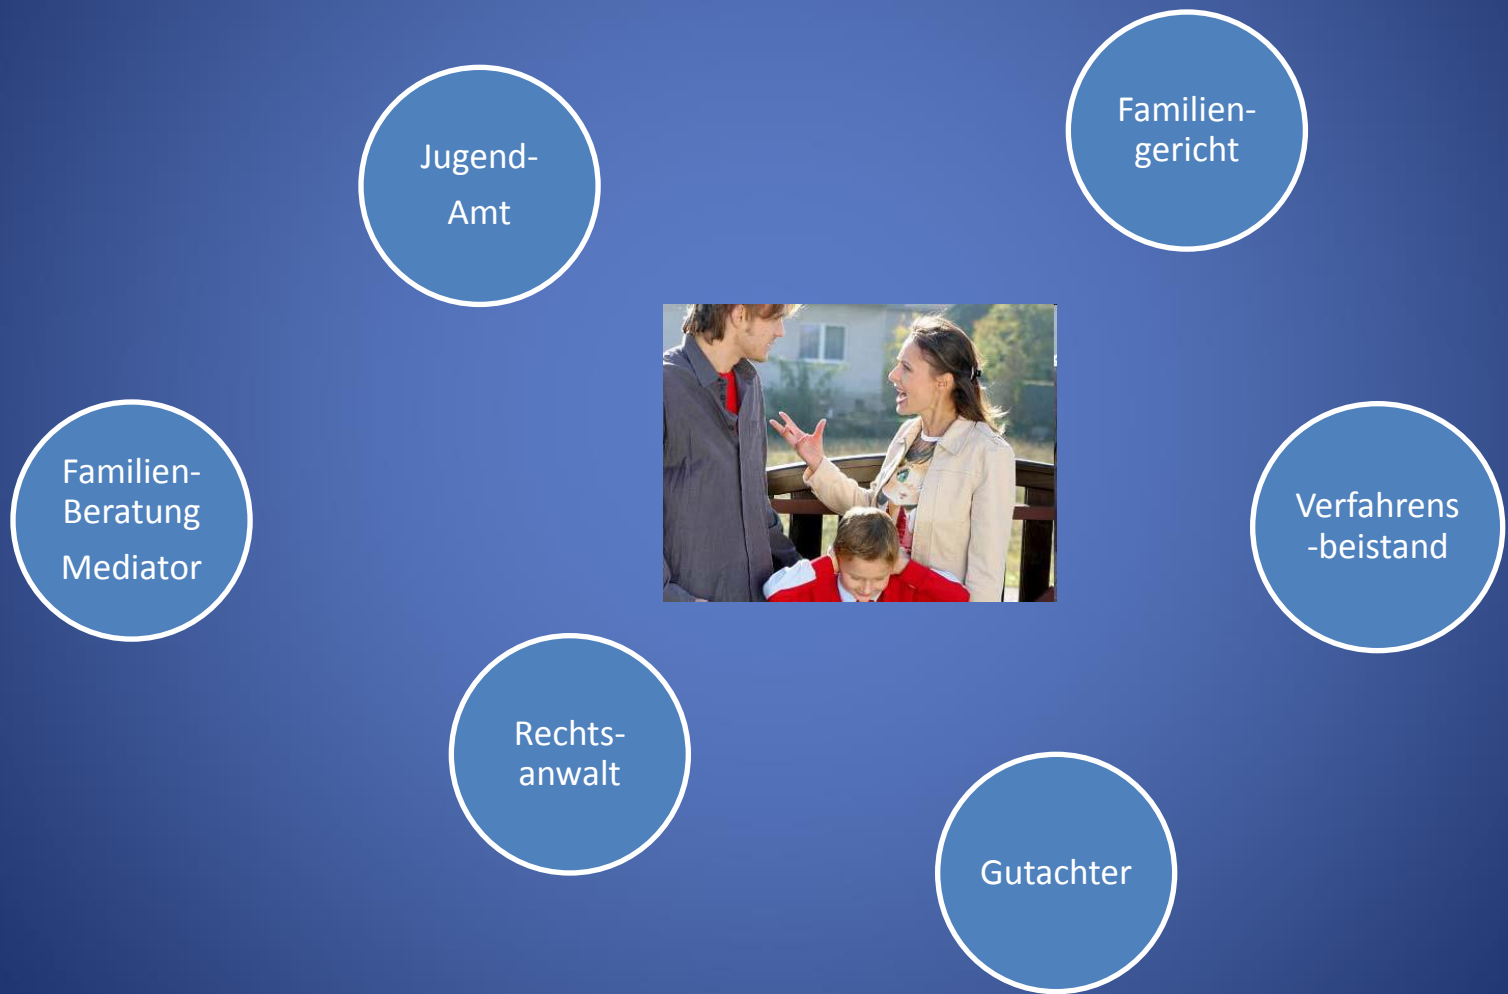 Familien-
gericht
Jugend-
Amt
Familien-
Beratung
Mediator
Verfahrens
-beistand
Rechts-
anwalt
Gutachter